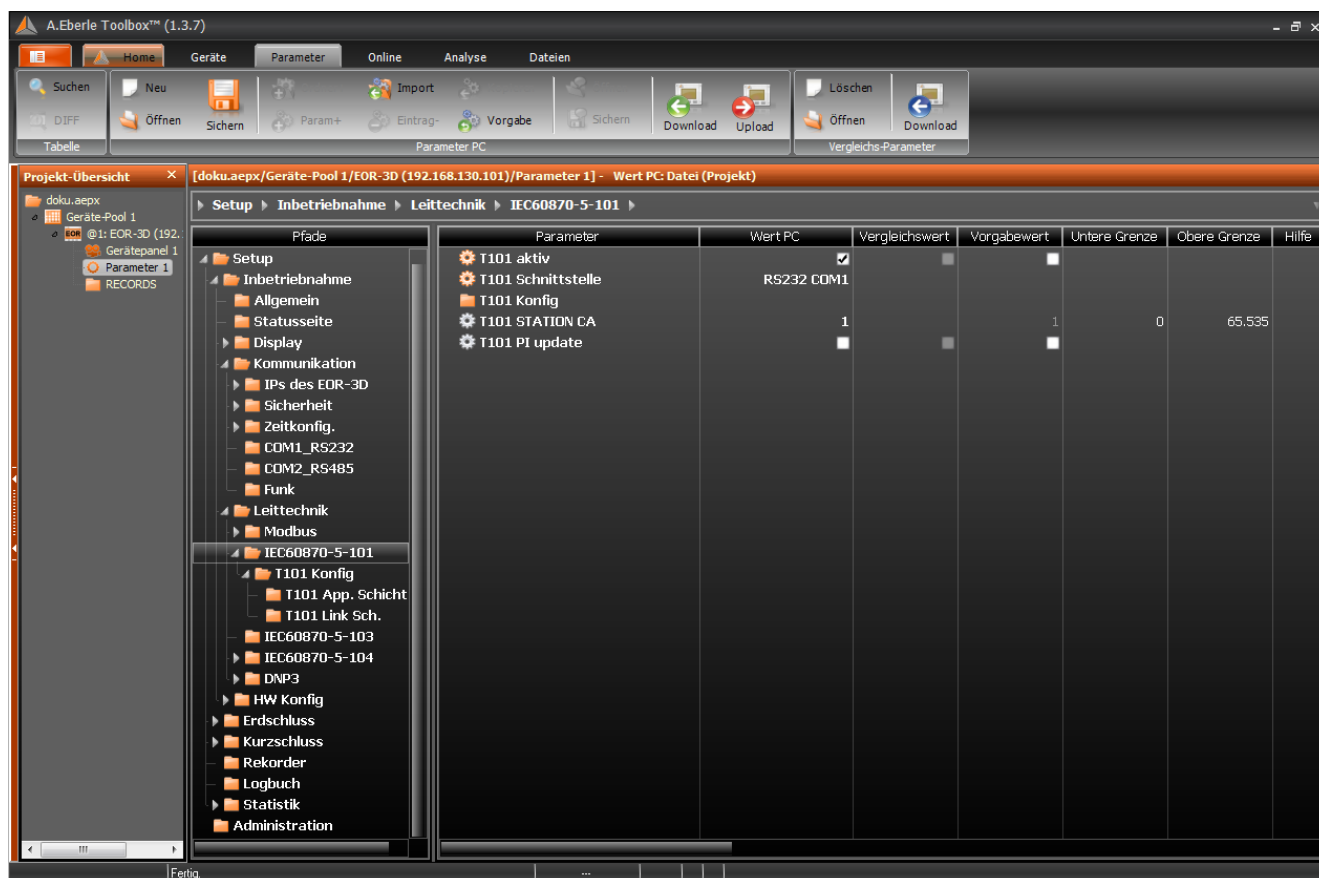 A.Eberle Toolbox™ (1.3.7)
Home Geräte Parameter Online Analyse Dateien
Suchen Neu Import Löschen
DIFF Öffnen Sichern Param+ Eintrag- Vorgabe Sichern Download Upload Öffnen Download
Tabelle Parameter PC Vergleichs-Parameter
Projekt-Übersicht × [doku.aepx/Geräte-Pool 1/EOR-3D (192.168.130.101)/Parameter 1] - Wert PC: Datei (Projekt)
doku.aepx
Geräte-Pool 1
EOR @1: EOR-3D (192.
Gerätepanel 1
Parameter 1
RECORDS
Setup Inbetriebnahme Leittechnik IEC60870-5-101
Pfade
Setup
Inbetriebnahme
Allgemein
Statusseite
Display
Kommunikation
IPs des EOR-3D
Sicherheit
Zeitkonfig.
COM1_RS232
COM2_RS485
Funk
Leittechnik
Modbus
IEC60870-5-101
T101 Konfig
T101 App. Schicht
T101 Link Sch.
IEC60870-5-103
IEC60870-5-104
DNP3
HW Konfig
Erdschluss
Kurzschluss
Rekorder
Logbuch
Statistik
Administration
Parameter Wert PC Vergleichswert Vorgabewert Untere Grenze Obere Grenze Hilfe
T101 aktiv
T101 Schnittstelle RS232 COM1
T101 Konfig
T101 STATION CA 1 1 0 65.535
T101 PI update
Fertig. ...